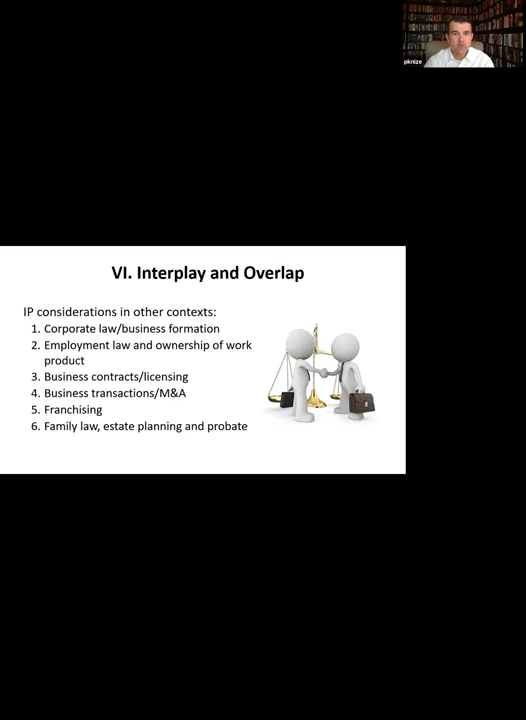 pknize
VI. Interplay and Overlap
IP considerations in other contexts:
1. Corporate law/business formation
2. Employment law and ownership of work
product
3. Business contracts/licensing
4. Business transactions/M&A
5. Franchising
6. Family law, estate planning and probate